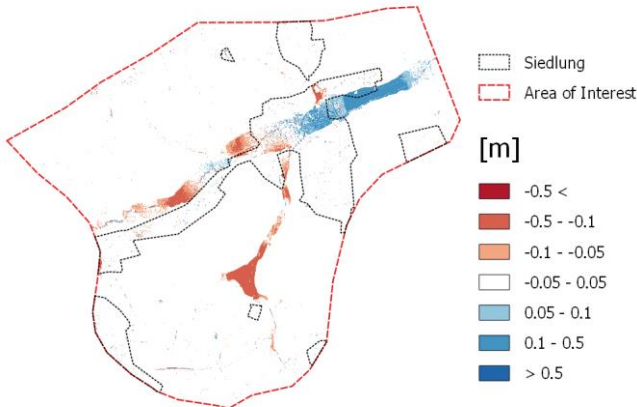 Siedlung
Area of Interest
[m]
-0.5 <
-0.5 - -0.1
-0.1 - -0.05
-0.05 - 0.05
0.05 - 0.1
0.1 - 0.5
> 0.5